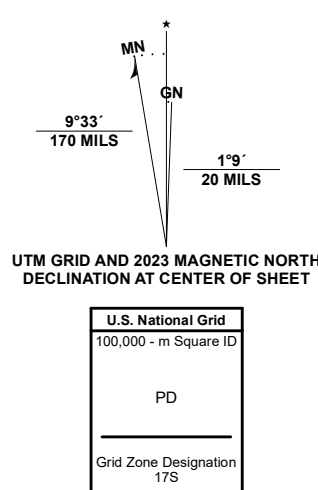 ★
MN
GN
9°33´
170 MILS
1°9´
20 MILS
UTM GRID AND 2023 MAGNETIC NORTH
DECLINATION AT CENTER OF SHEET
U.S. National Grid
100,000 - m Square ID
PD
Grid Zone Designation
17S